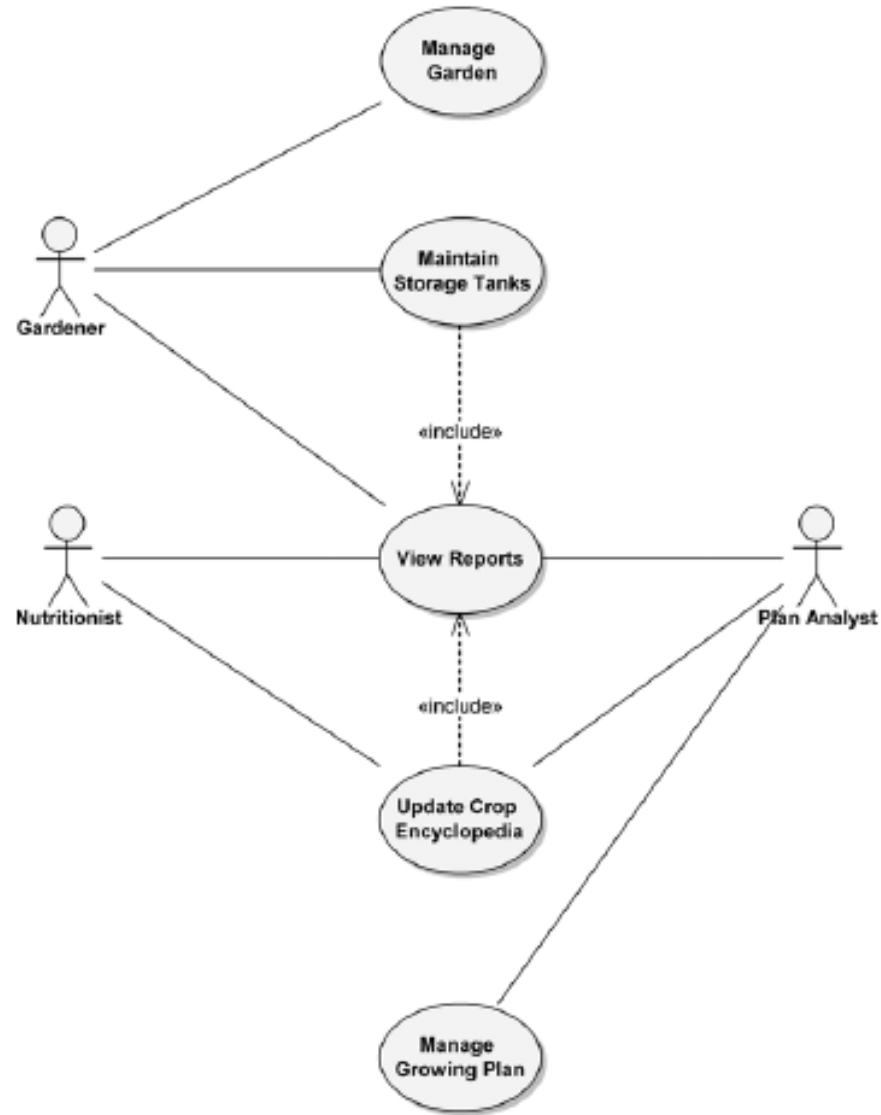 Manage
Garden
Maintain
Storage Tanks
Gardener
«include»
View Reports
Nutritionist
Plan Analyst
«include»
Update Crop
Encyclopedia
Manage
Growing Plan